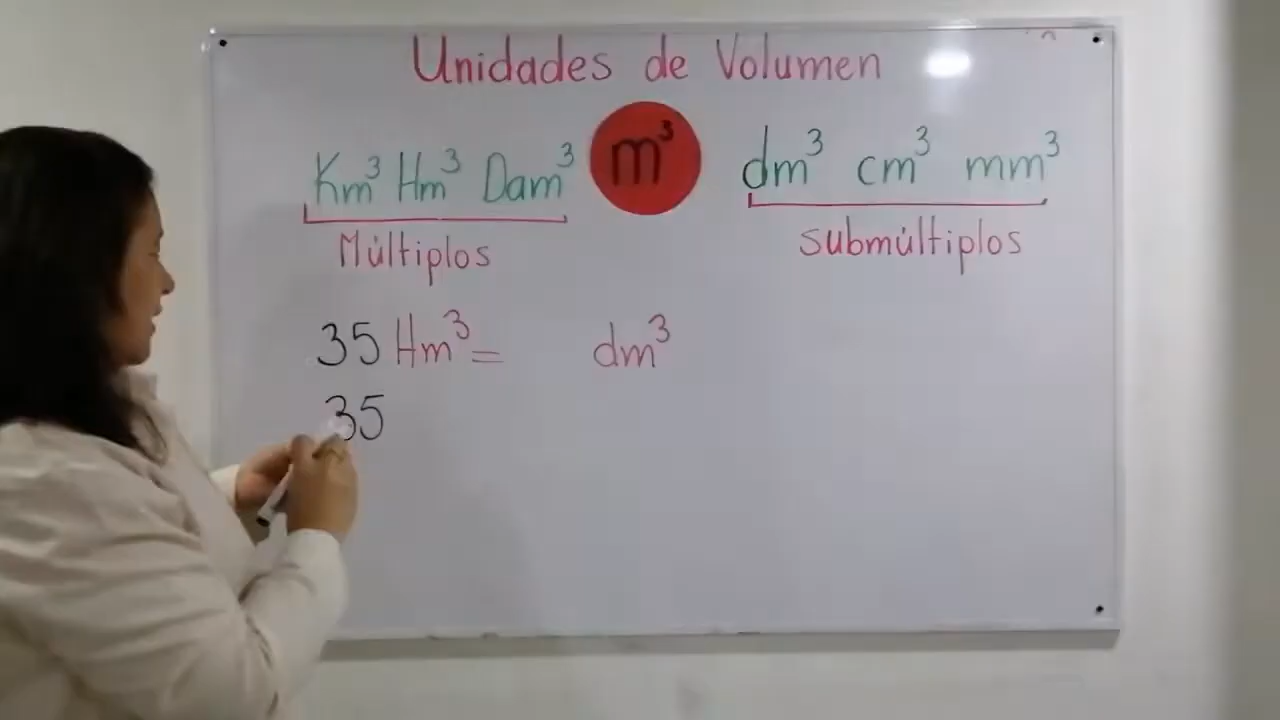 Unidades de Volumen
Km³ Hm³ Dam³ m³ dm³ cm³ mm³
Múltiplos submúltiplos
35 Hm³ = dm³
35